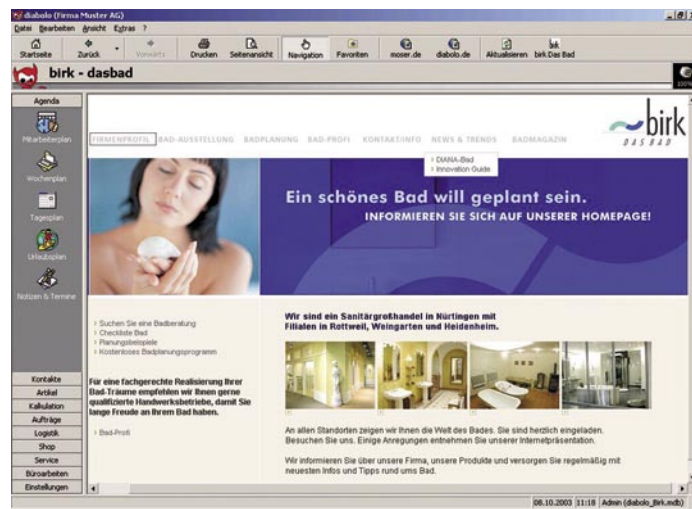 diabolo (Firma Muster AG)
Datei Bearbeiten Ansicht Extras ?
Startseite Zurück Vorwärts Drucken Seitenansicht Navigation Favoriten moser.de diabolo.de Aktualisieren birk Das Bad
birk - dasbad
100%
Agenda
Mitarbeiterplan
Wochenplan
Tagesplan
Urlaubsplan
Notizen & Termine
Kontakte
Artikel
Kalkulation
Aufträge
Logistik
Shop
Service
Büroarbeiten
Einstellungen
birk
DAS BAD
FIRMENPROFIL BAD-AUSSTELLUNG BADPLANUNG BAD-PROFI KONTAKT/INFO NEWS & TRENDS BADMAGAZIN
DIANA-Bad
Innovation Guide
Ein schönes Bad will geplant sein.
INFORMIEREN SIE SICH AUF UNSERER HOMEPAGE!
Suchen Sie eine Badberatung
Checkliste Bad
Planungsbeispiele
Kostenloses Badplanungsprogramm
Für eine fachgerechte Realisierung Ihrer
Bad-Träume empfehlen wir Ihnen gerne
qualifizierte Handwerksbetriebe, damit Sie
lange Freude an Ihrem Bad haben.
Bad-Profi
Wir sind ein Sanitärgroßhandel in Nürtingen mit
Filialen in Rottweil, Weingarten und Heidenheim.
An allen Standorten zeigen wir Ihnen die Welt des Bades. Sie sind herzlich eingeladen.
Besuchen Sie uns. Einige Anregungen entnehmen Sie unserer Internetpräsentation.
Wir informieren Sie über unsere Firma, unsere Produkte und versorgen Sie regelmäßig mit
neuesten Infos und Tipps rund ums Bad.
08.10.2003 11:18 Admin (diabolo_Birk.mdb)